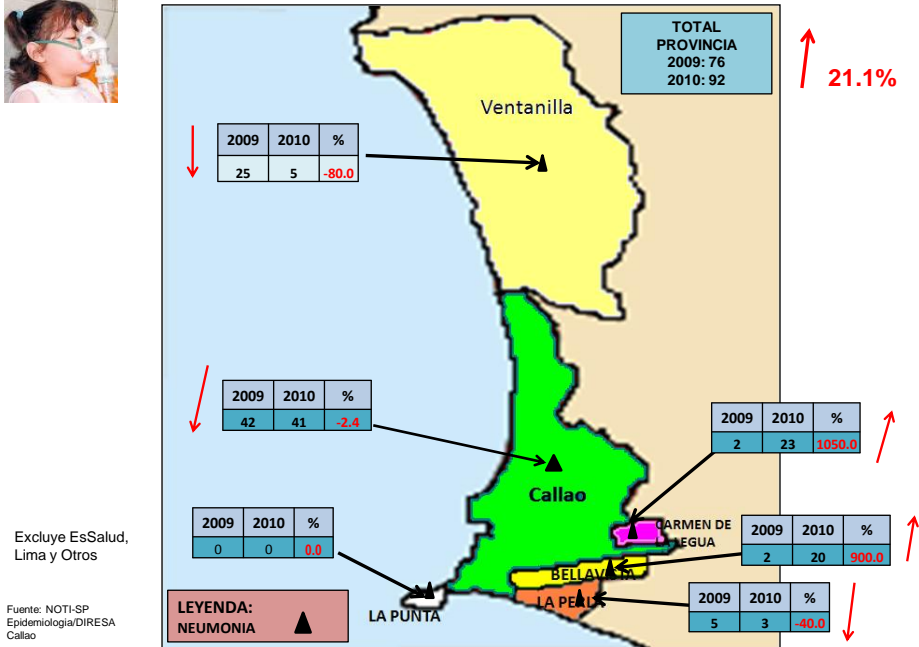 TOTAL
PROVINCIA
2009: 76
2010: 92
21.1%
Ventanilla
2009 2010 %
25 5 -80.0
2009 2010 %
42 41 -2.4
Callao
2009 2010 %
2 23 1050.0
CARMEN DE
LA LEGUA
2009 2010 %
0 0 0.0
2009 2010 %
2 20 900.0
BELLAVISTA
LA PERLA
2009 2010 %
5 3 -40.0
LA PUNTA
LEYENDA:
NEUMONIA
Excluye EsSalud,
Lima y Otros
Fuente: NOTI-SP
Epidemiologia/DIRESA
Callao